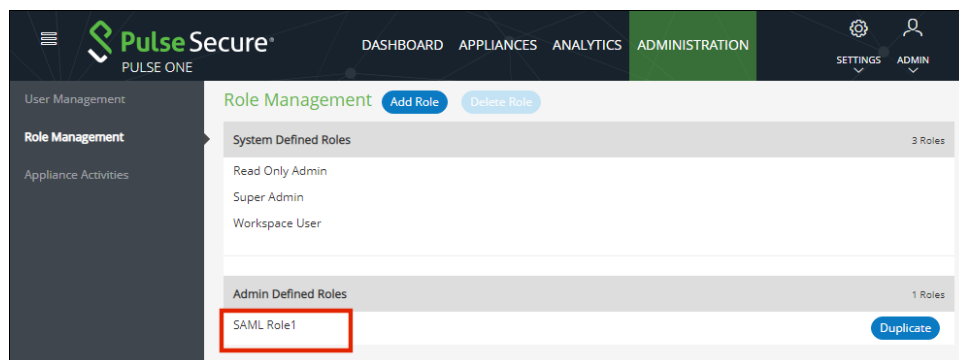 Pulse Secure®
PULSE ONE
DASHBOARD APPLIANCES ANALYTICS ADMINISTRATION
SETTINGS ADMIN
User Management
Role Management
Appliance Activities
Role Management Add Role Delete Role
System Defined Roles 3 Roles
Read Only Admin
Super Admin
Workspace User
Admin Defined Roles 1 Roles
SAML Role1 Duplicate